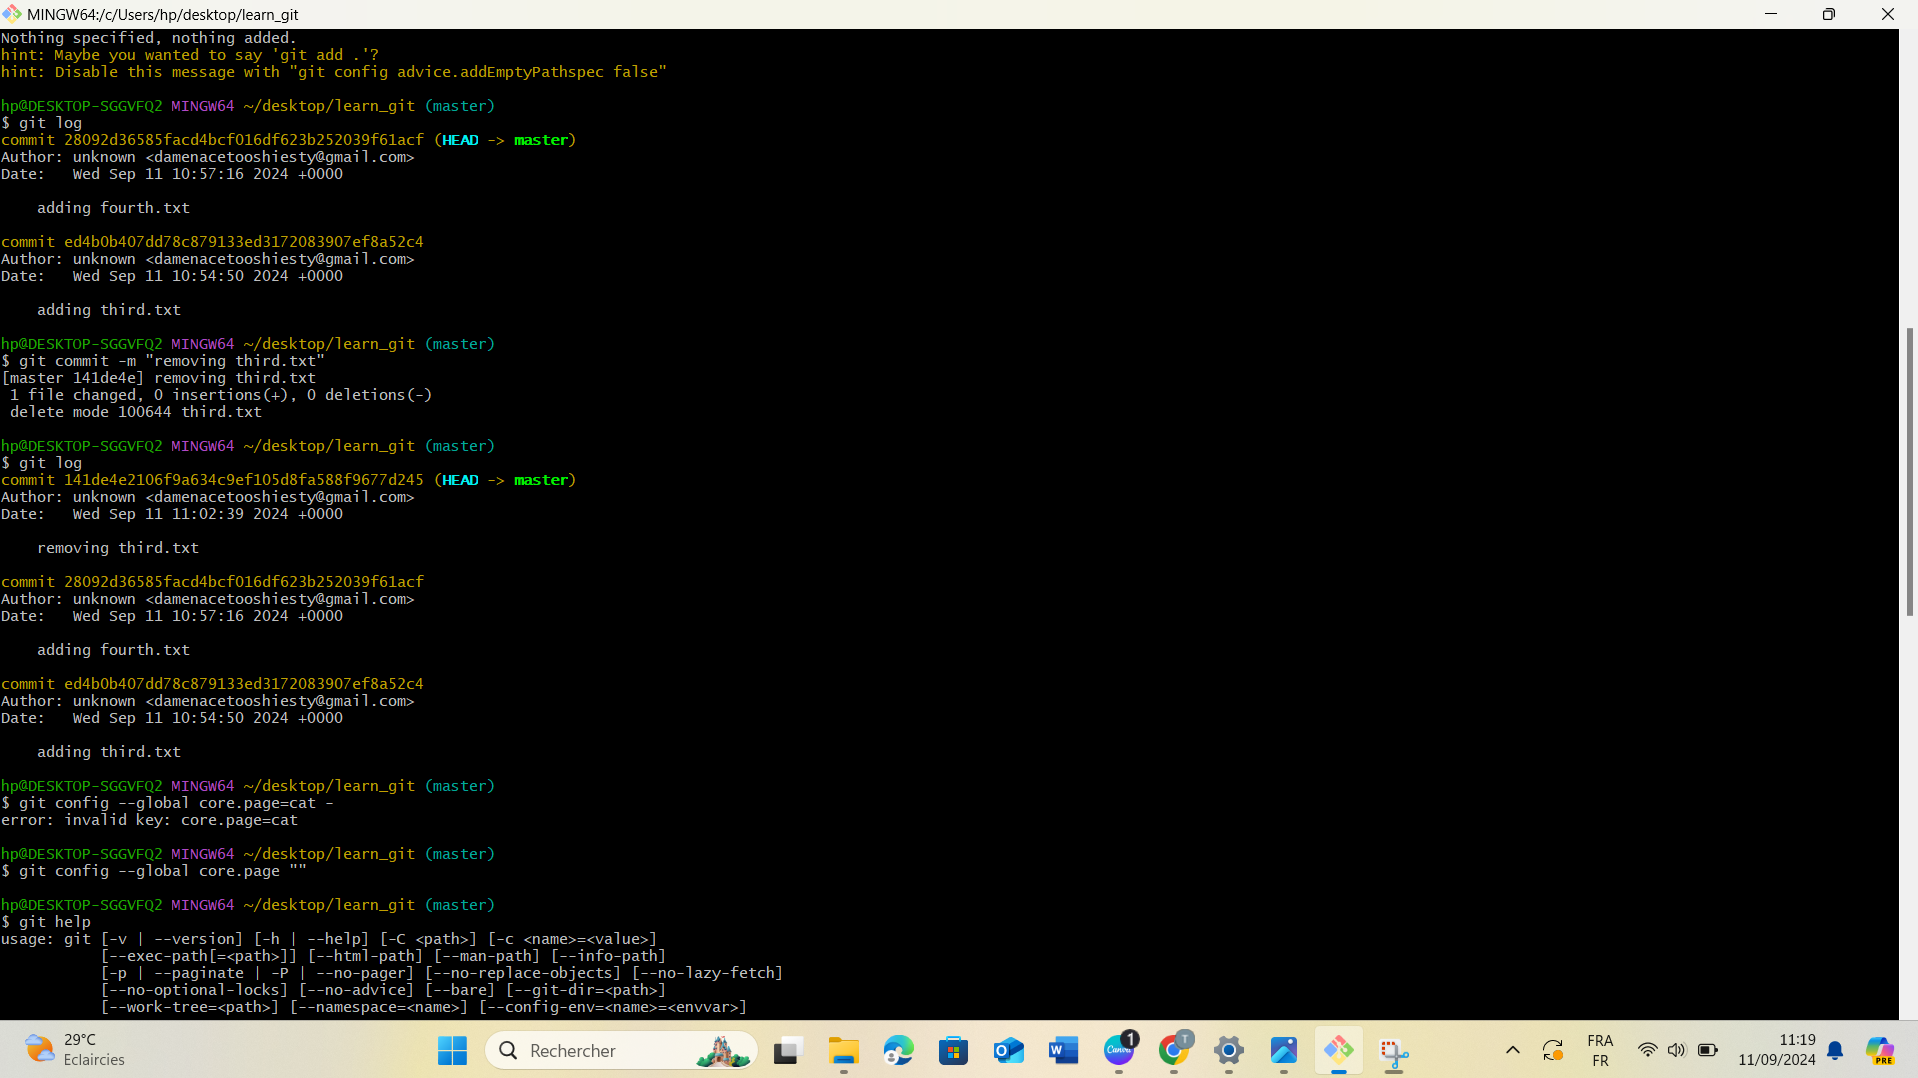 MINGW64:/c/Users/hp/desktop/learn_git
Nothing specified, nothing added.
hint: Maybe you wanted to say 'git add .'?
hint: Disable this message with "git config advice.addEmptyPathspec false"
hp@DESKTOP-SGGVFQ2 MINGW64 ~/desktop/learn_git (master)
$ git log
commit 28092d36585facd4bcf016df623b252039f61acf (HEAD -> master)
Author: unknown <damenacetooshiesty@gmail.com>
Date:   Wed Sep 11 10:57:16 2024 +0000
    adding fourth.txt
commit ed4b0b407dd78c879133ed3172083907ef8a52c4
Author: unknown <damenacetooshiesty@gmail.com>
Date:   Wed Sep 11 10:54:50 2024 +0000
    adding third.txt
hp@DESKTOP-SGGVFQ2 MINGW64 ~/desktop/learn_git (master)
$ git commit -m "removing third.txt"
[master 141de4e] removing third.txt
 1 file changed, 0 insertions(+), 0 deletions(-)
 delete mode 100644 third.txt
hp@DESKTOP-SGGVFQ2 MINGW64 ~/desktop/learn_git (master)
$ git log
commit 141de4e2106f9a634c9ef105d8fa588f9677d245 (HEAD -> master)
Author: unknown <damenacetooshiesty@gmail.com>
Date:   Wed Sep 11 11:02:39 2024 +0000
    removing third.txt
commit 28092d36585facd4bcf016df623b252039f61acf
Author: unknown <damenacetooshiesty@gmail.com>
Date:   Wed Sep 11 10:57:16 2024 +0000
    adding fourth.txt
commit ed4b0b407dd78c879133ed3172083907ef8a52c4
Author: unknown <damenacetooshiesty@gmail.com>
Date:   Wed Sep 11 10:54:50 2024 +0000
    adding third.txt
hp@DESKTOP-SGGVFQ2 MINGW64 ~/desktop/learn_git (master)
$ git config --global core.page=cat -
error: invalid key: core.page=cat
hp@DESKTOP-SGGVFQ2 MINGW64 ~/desktop/learn_git (master)
$ git config --global core.page ""
hp@DESKTOP-SGGVFQ2 MINGW64 ~/desktop/learn_git (master)
$ git help
usage: git [-v | --version] [-h | --help] [-C <path>] [-c <name>=<value>]
           [--exec-path[=<path>]] [--html-path] [--man-path] [--info-path]
           [-p | --paginate | -P | --no-pager] [--no-replace-objects] [--no-lazy-fetch]
           [--no-optional-locks] [--no-advice] [--bare] [--git-dir=<path>]
           [--work-tree=<path>] [--namespace=<name>] [--config-env=<name>=<envvar>]
29°C
Eclaircies
Rechercher
Canva
1
T
FRA
FR
11:19
11/09/2024
PRE